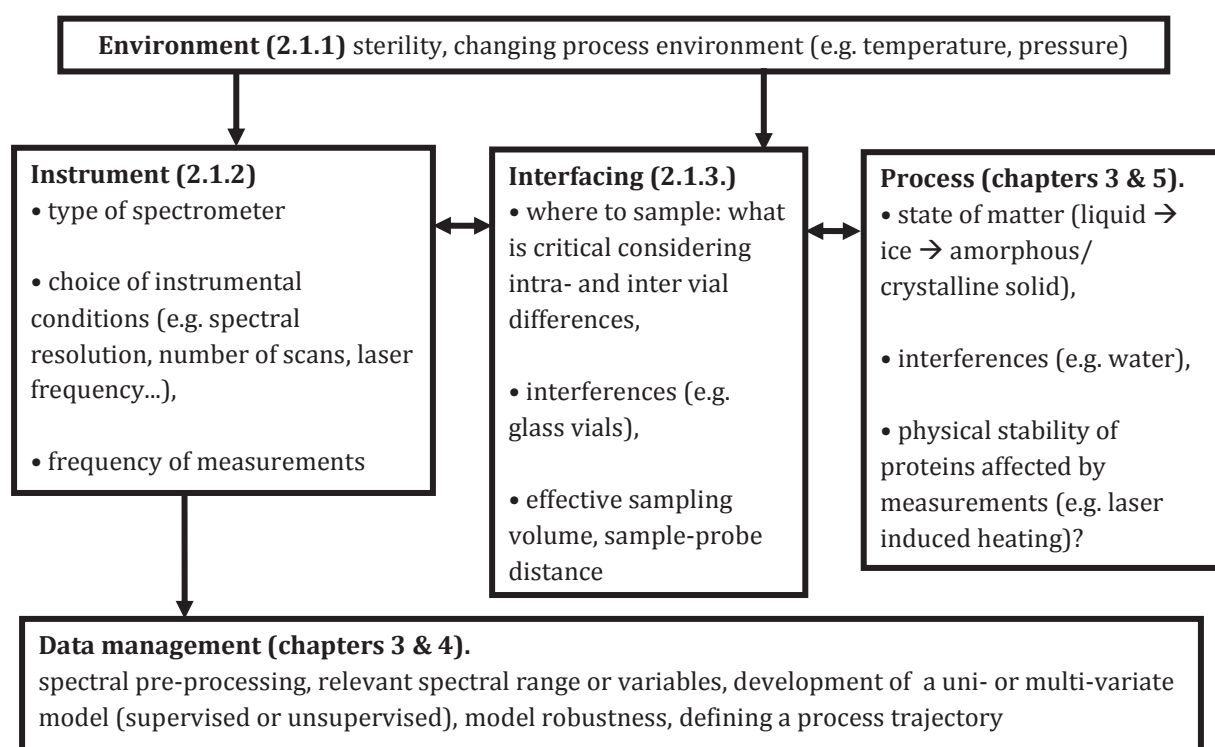 Environment (2.1.1) sterility, changing process environment (e.g. temperature, pressure)
Instrument (2.1.2)
• type of spectrometer
• choice of instrumental
conditions (e.g. spectral
resolution, number of scans, laser
frequency...),
• frequency of measurements
Interfacing (2.1.3.)
• where to sample: what
is critical considering
intra- and inter vial
differences,
• interferences (e.g.
glass vials),
• effective sampling
volume, sample-probe
distance
Process (chapters 3 & 5).
• state of matter (liquid →
ice → amorphous/
crystalline solid),
• interferences (e.g. water),
• physical stability of
proteins affected by
measurements (e.g. laser
induced heating)?
Data management (chapters 3 & 4).
spectral pre-processing, relevant spectral range or variables, development of a uni- or multi-variate
model (supervised or unsupervised), model robustness, defining a process trajectory